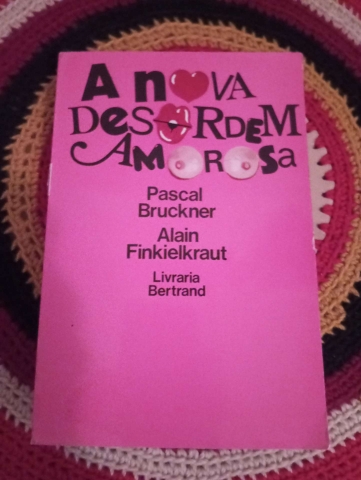 A nOVA
DesORDEM
AMOROSa
Pascal
Bruckner
Alain
Finkielkraut
Livraria
Bertrand